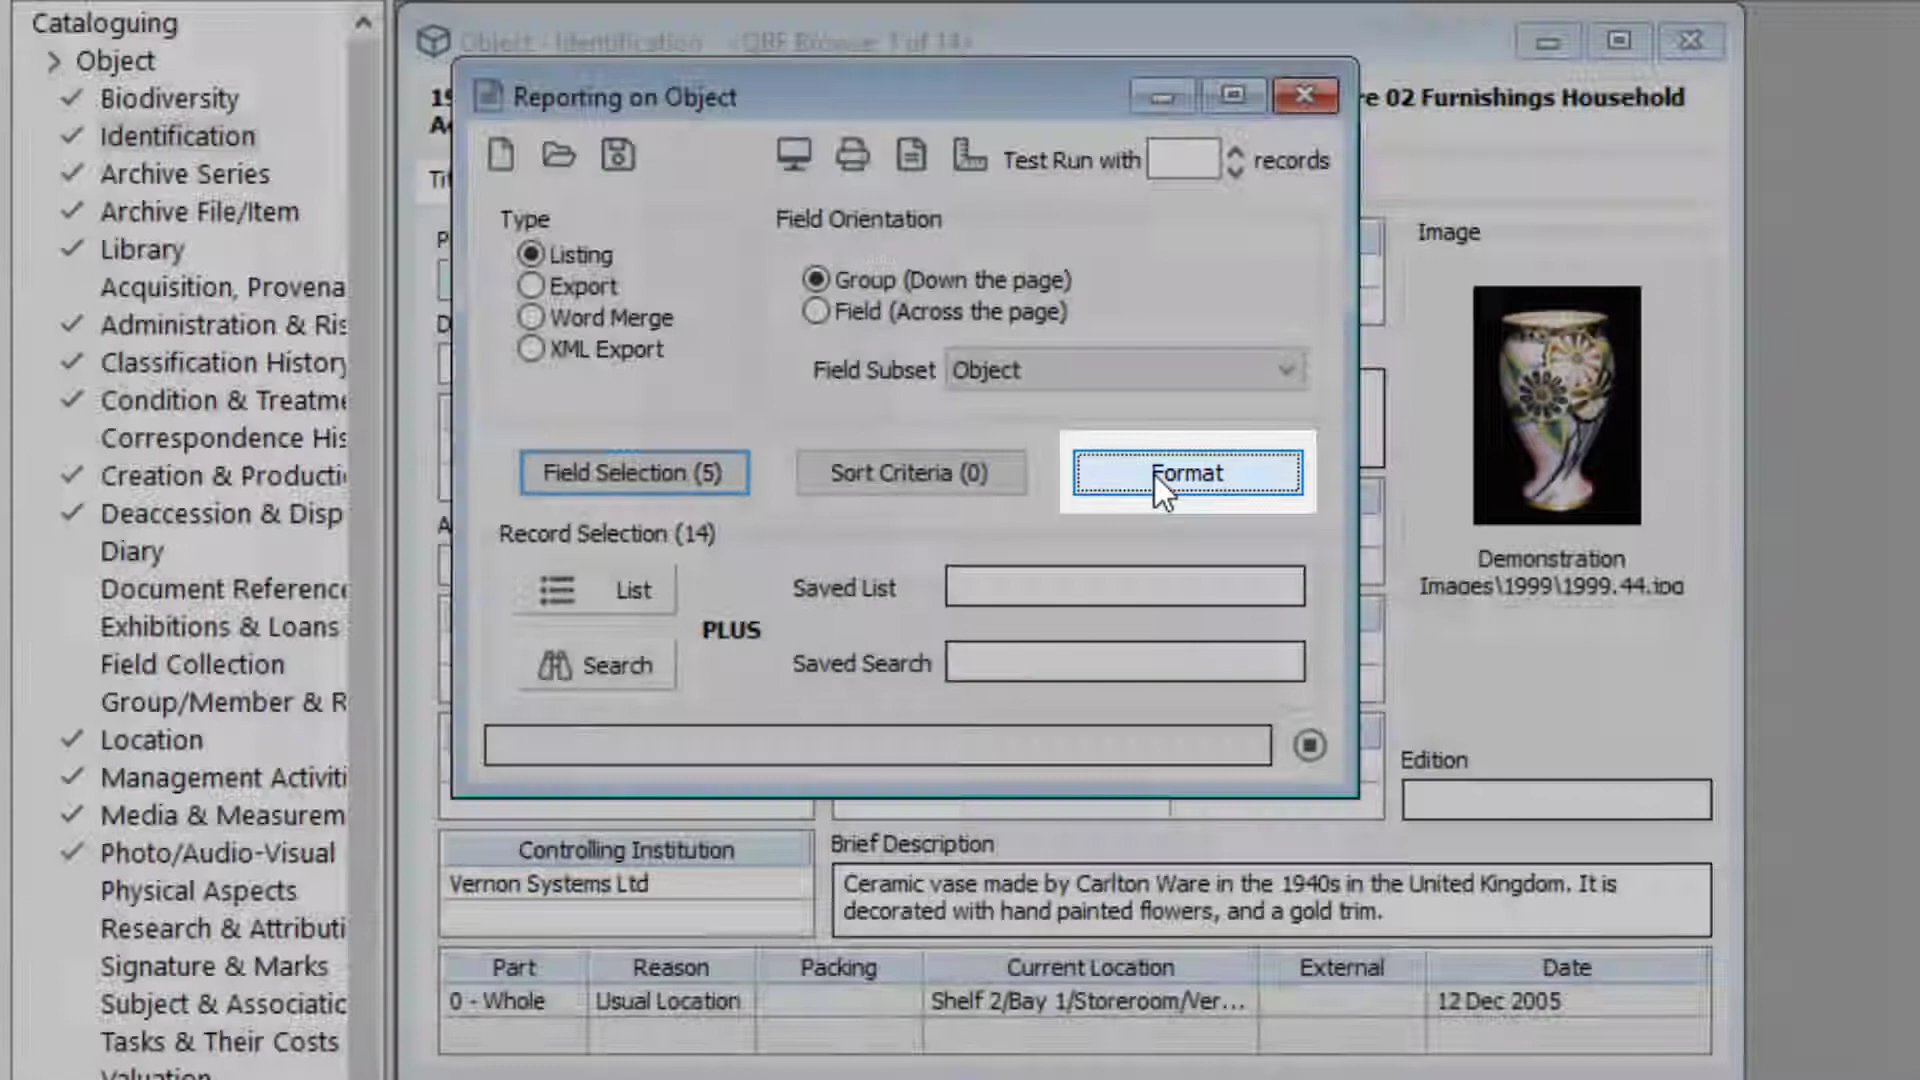 Cataloguing
Object
Biodiversity
Identification
Archive Series
Archive File/Item
Library
Acquisition, Provena
Administration & Ris
Classification History
Condition & Treatme
Correspondence His
Creation & Producti
Deaccession & Disp
Diary
Document Reference
Exhibitions & Loans
Field Collection
Group/Member & R
Location
Management Activiti
Media & Measurem
Photo/Audio-Visual
Physical Aspects
Research & Attributi
Signature & Marks
Subject & Associatic
Tasks & Their Costs
Valuation
Object - Identification <QBF Browse: 1 of 14>
re 02 Furnishings Household
Reporting on Object
Test Run with records
Type
Listing
Export
Word Merge
XML Export
Field Orientation
Group (Down the page)
Field (Across the page)
Field Subset Object
Field Selection (5)
Sort Criteria (0)
Format
Record Selection (14)
List
PLUS
Search
Saved List
Saved Search
Image
Demonstration
Images\1999\1999.44.jpg
Edition
Controlling Institution
Vernon Systems Ltd
Brief Description
Ceramic vase made by Carlton Ware in the 1940s in the United Kingdom. It is
decorated with hand painted flowers, and a gold trim.
Part Reason Packing Current Location External Date
0 - Whole Usual Location Shelf 2/Bay 1/Storeroom/Ver... 12 Dec 2005